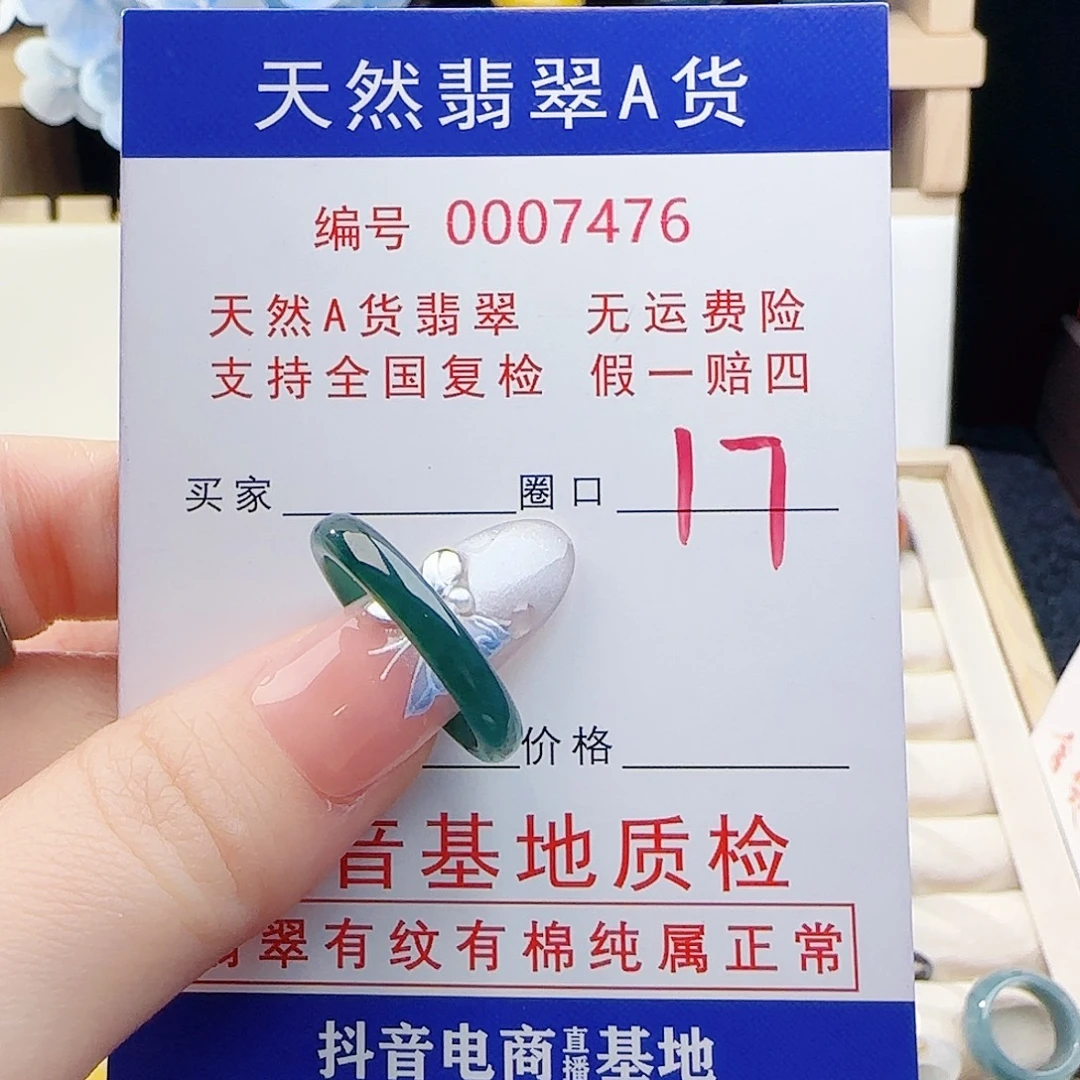 天然翡翠A货
编号 0007476
天然A货翡翠 无运费险
支持全国复检 假一赔四
买家 圈口 17
价格
音基地质检
翠有纹有棉纯属正常
抖音电商直播基地